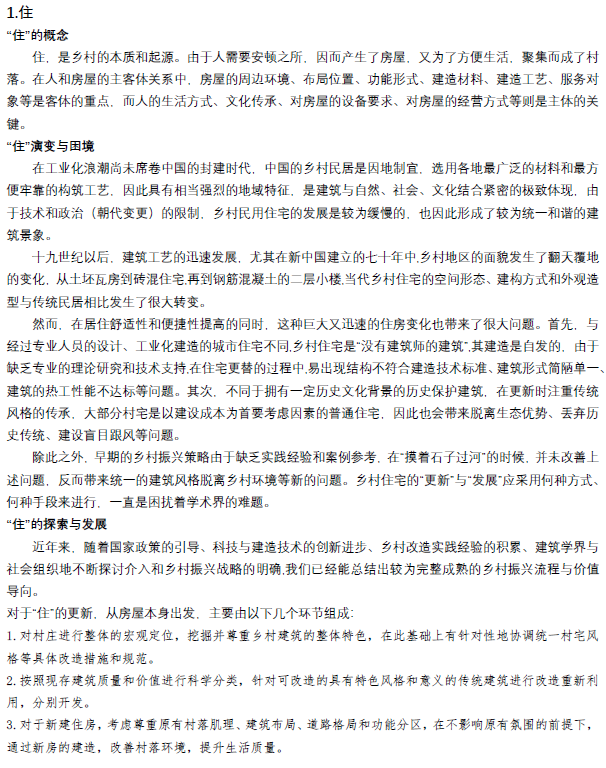 1.住
“住”的概念
住，是乡村的本质和起源。由于人需要安顿之所，因而产生了房屋，又为了方便生活，聚集而成了村
落。在人和房屋的主客体关系中，房屋的周边环境、布局位置、功能形式、建造材料、建造工艺、服务对
象等是客体的重点，而人的生活方式、文化传承、对房屋的设备要求、对房屋的经营方式等则是主体的关
键。
“住”演变与困境
在工业化浪潮尚未席卷中国的封建时代，中国的乡村民居是因地制宜，选用各地最广泛的材料和最方
便牢靠的构筑工艺，因此具有相当强烈的地域特征，是建筑与自然、社会、文化结合紧密的极致体现，由
于技术和政治（朝代变更）的限制，乡村民用住宅的发展是较为缓慢的，也因此形成了较为统一和谐的建
筑景象。
十九世纪以后，建筑工艺的迅速发展，尤其在新中国建立的七十年中,乡村地区的面貌发生了翻天覆地
的变化，从土坯瓦房到砖混住宅,再到钢筋混凝土的二层小楼,当代乡村住宅的空间形态、建构方式和外观造
型与传统民居相比发生了很大转变。
然而，在居住舒适性和便捷性提高的同时，这种巨大又迅速的住房变化也带来了很大问题。首先，与
经过专业人员的设计、工业化建造的城市住宅不同,乡村住宅是“没有建筑师的建筑”,其建造是自发的，由于
缺乏专业的理论研究和技术支持,在住宅更替的过程中,易出现结构不符合建造技术标准、建筑形式简陋单一、
建筑的热工性能不达标等问题。其次，不同于拥有一定历史文化背景的历史保护建筑，在更新时注重传统
风格的传承，大部分村宅是以建设成本为首要考虑因素的普通住宅，因此也会带来脱离生态优势、丢弃历
史传统、建设盲目跟风等问题。
除此之外，早期的乡村振兴策略由于缺乏实践经验和案例参考，在“摸着石子过河”的时候，并未改善上
述问题，反而带来统一的建筑风格脱离乡村环境等新的问题。乡村住宅的“更新”与“发展”应采用何种方式、
何种手段来进行，一直是困扰着学术界的难题。
“住”的探索与发展
近年来，随着国家政策的引导、科技与建造技术的创新进步、乡村改造实践经验的积累、建筑学界与
社会组织地不断探讨介入和乡村振兴战略的明确,我们已经能总结出较为完整成熟的乡村振兴流程与价值
导向。
对于“住”的更新，从房屋本身出发，主要由以下几个环节组成：
1. 对村庄进行整体的宏观定位，挖掘并尊重乡村建筑的整体特色，在此基础上有针对性地协调统一村宅风
格等具体改造措施和规范。
2. 按照现存建筑质量和价值进行科学分类，针对可改造的具有特色风格和意义的传统建筑进行改造重新利
用，分别开发。
3. 对于新建住房，考虑尊重原有村落肌理、建筑布局、道路格局和功能分区，在不影响原有氛围的前提下，
通过新房的建造，改善村落环境，提升生活质量。